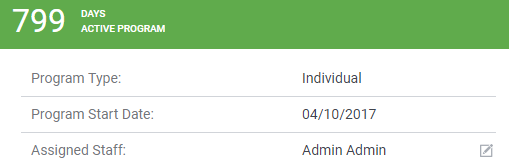 799 DAYS
ACTIVE PROGRAM
Program Type: Individual
Program Start Date: 04/10/2017
Assigned Staff: Admin Admin